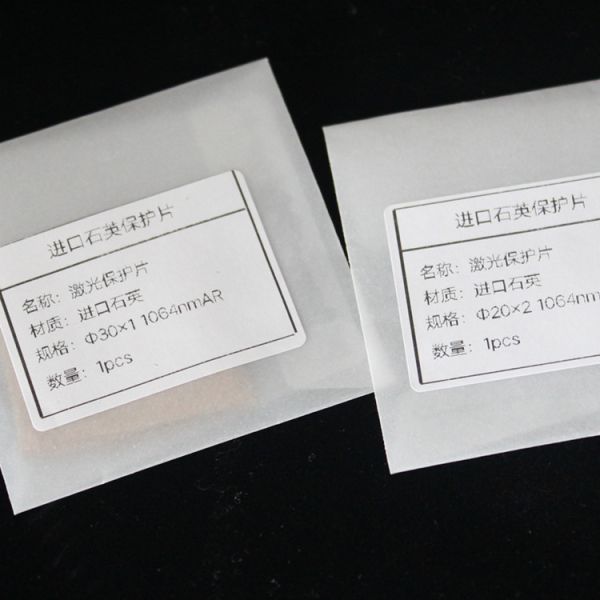 进口石英保护片
名称: 激光保护片
材质: 进口石英
规格: Φ30×1 1064nmAR
数量: 1pcs
进口石英保护片
名称: 激光保护片
材质: 进口石英
规格: Φ20×2 1064nm
数量: 1pcs